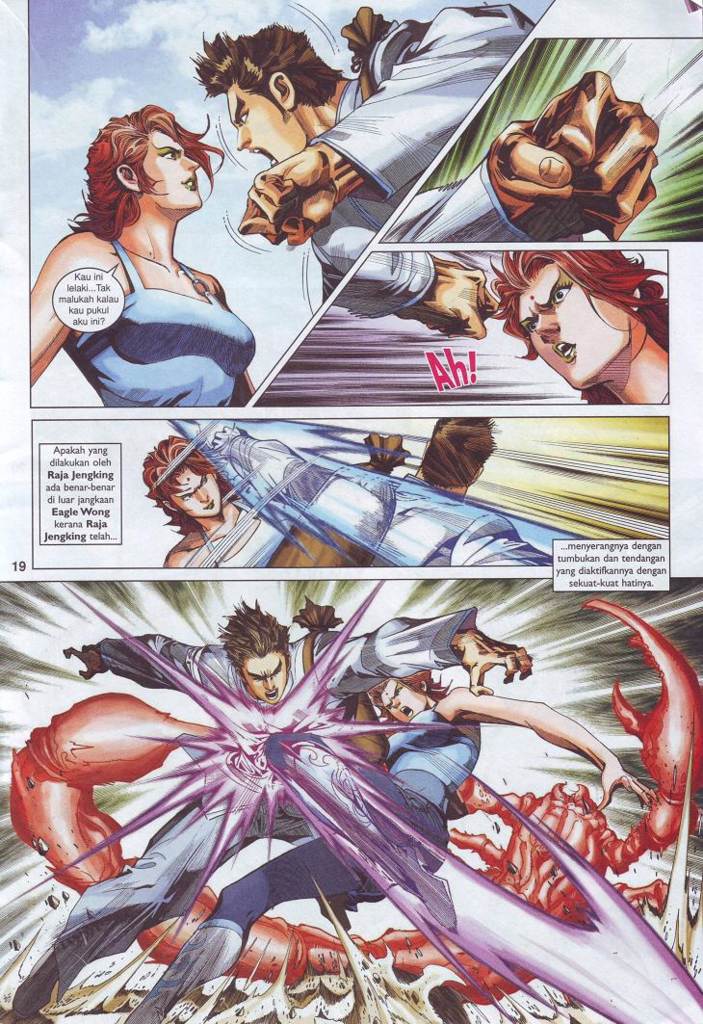 Kau ini
lelaki...Tak
malukah kalau
kau pukul
aku ini?
Ah!
Apakah yang
dilakukan oleh
Raja Jengking
ada benar-benar
di luar jangkaan
Eagle Wong
kerana Raja
Jengking telah...
...menyerangnya dengan
tumbukan dan tendangan
yang diaktifkannya dengan
sekuat-kuat hatinya.
19